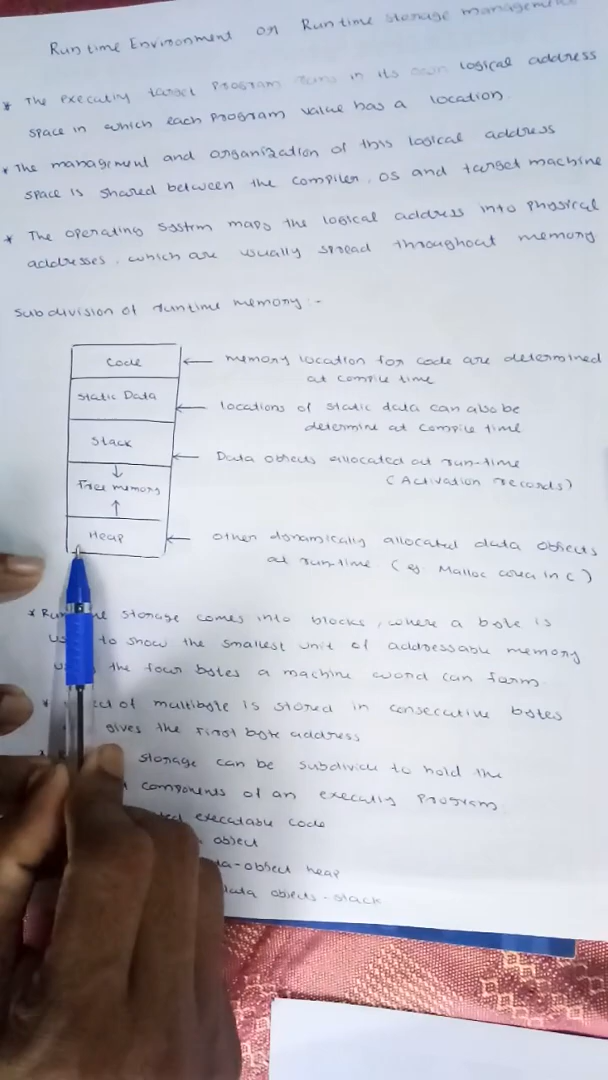 Runtime Environment or Runtime storage management
* The executing target program runs in its own logical address
space in which each program value has a location.
* The management and organization of this logical address
space is shared between the compiler, OS and target machine
* The operating system maps the logical address into physical
addresses, which are usually spread throughout memory
Subdivision of runtime memory :-
Code
← memory location for code are determined
at compile time
Static Data
← locations of static data can also be
determine at compile time
Stack
← Data objects allocated at run-time
(Activation records)
↓
Free memory
↑
Heap
← other dynamically allocated data objects
at run-time (eg Malloc area in C)
* storage comes into blocks, where a byte is
to show the smallest unit of addressable memory
the four bytes a machine word can form.
* of multibyte is stored in consecutive bytes
gives the first byte address
* storage can be subdivide to hold the
components of an executing program
executable code
object
-object heap
data objects - stack